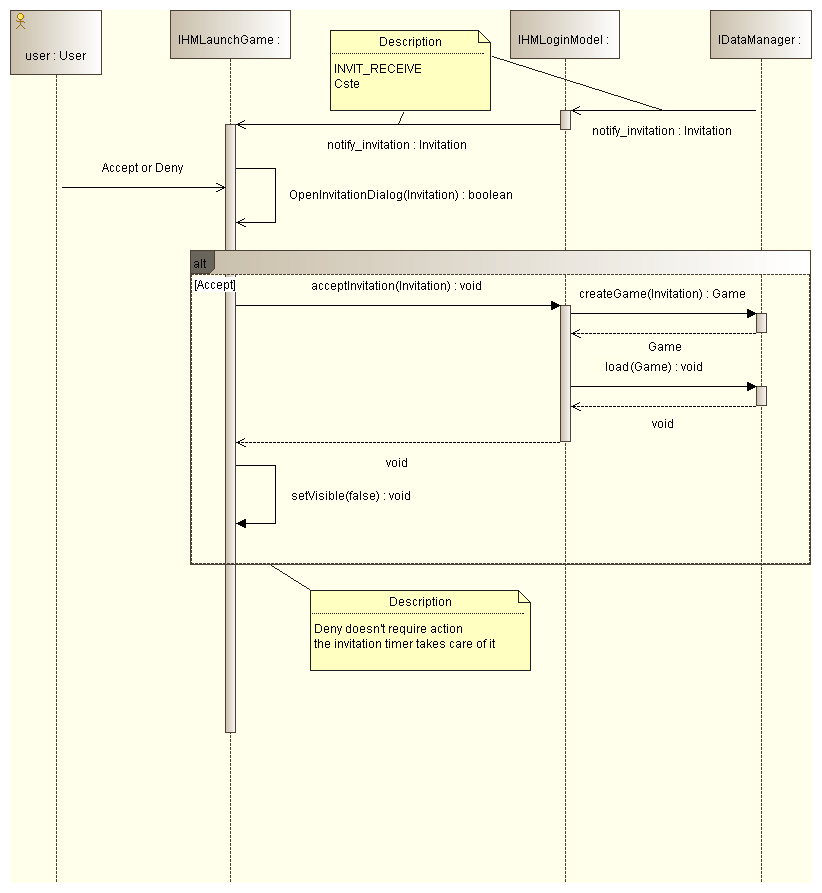 user : User
IHMLaunchGame :
IHMLoginModel :
IDataManager :
Description
INVIT_RECEIVE
Cste
notify_invitation : Invitation
notify_invitation : Invitation
Accept or Deny
OpenInvitationDialog(Invitation) : boolean
alt
[Accept]
acceptInvitation(Invitation) : void
createGame(Invitation) : Game
Game
load(Game) : void
void
void
setVisible(false) : void
Description
Deny doesn't require action
the invitation timer takes care of it